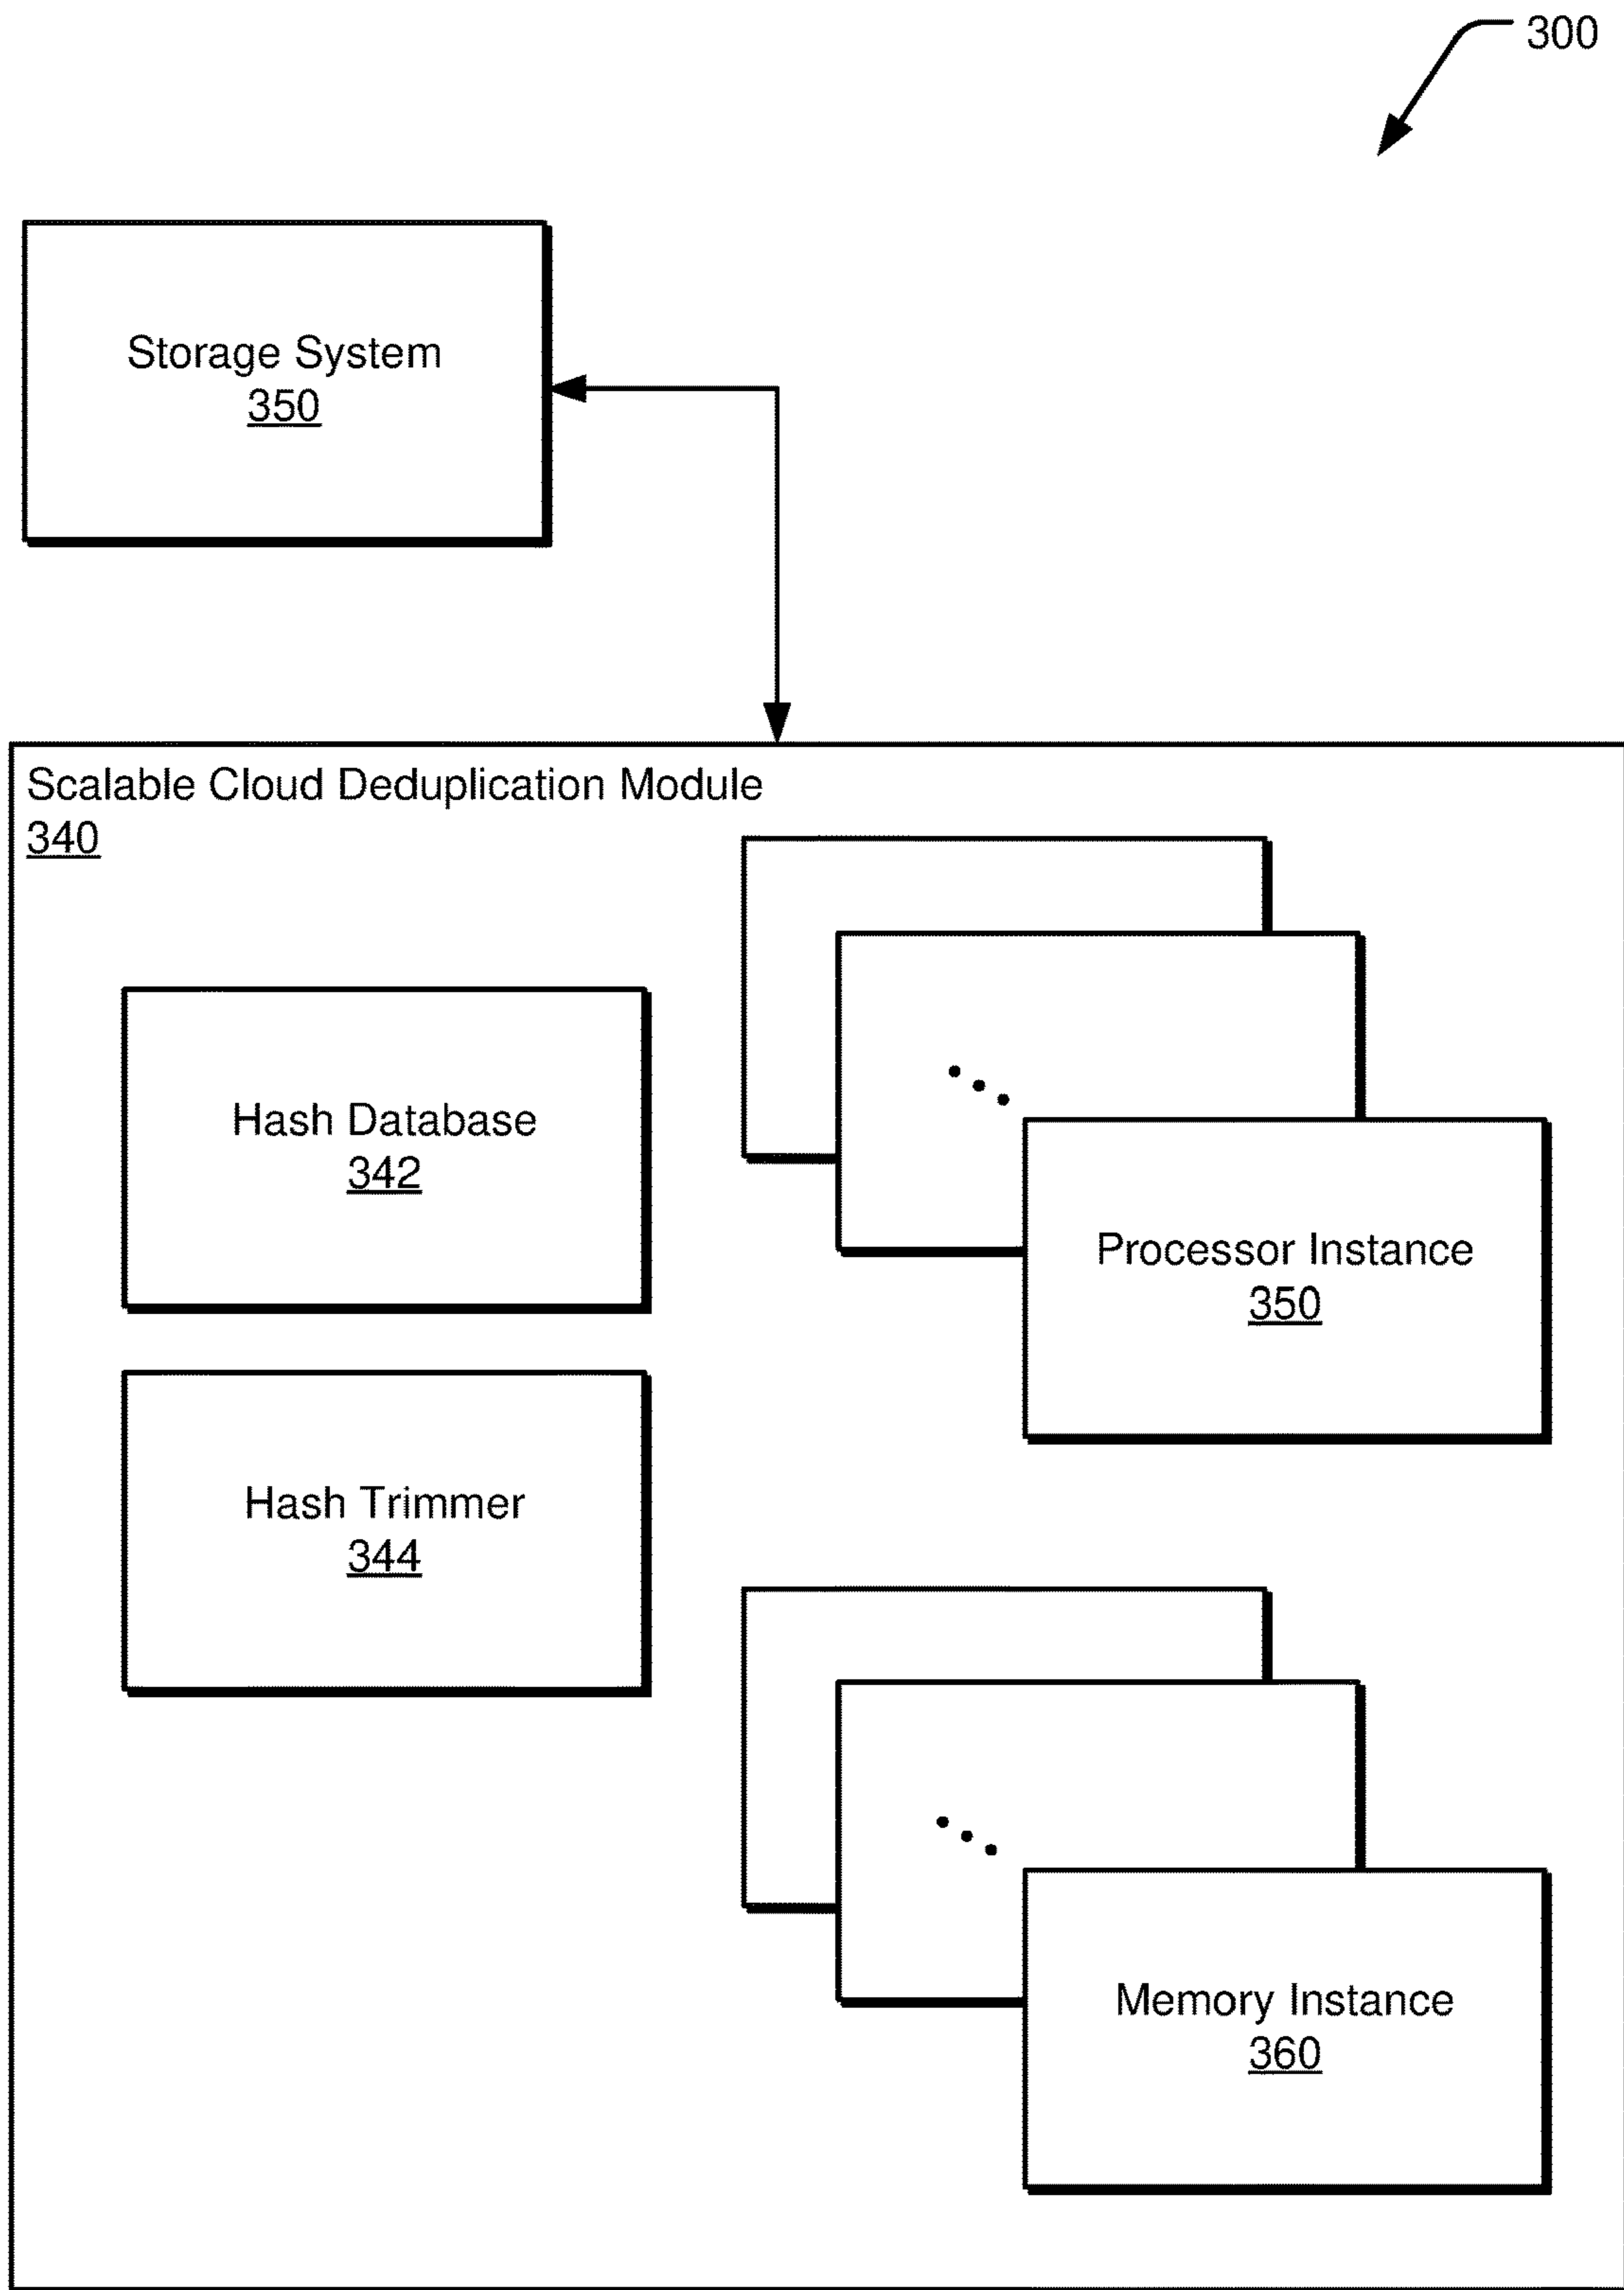 300
Storage System
350
Scalable Cloud Deduplication Module
340
Hash Database
342
Processor Instance
350
Hash Trimmer
344
Memory Instance
360